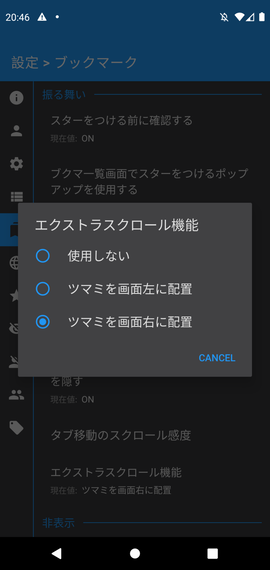 20:46
設定 > ブックマーク
振る舞い
スターをつける前に確認する
現在値: ON
ブクマ一覧画面でスターをつけるポップ
アップを使用する
エクストラスクロール機能
使用しない
ツマミを画面左に配置
ツマミを画面右に配置
CANCEL
を隠す
現在値: ON
タブ移動のスクロール感度
エクストラスクロール機能
現在値: ツマミを画面右に配置
非表示